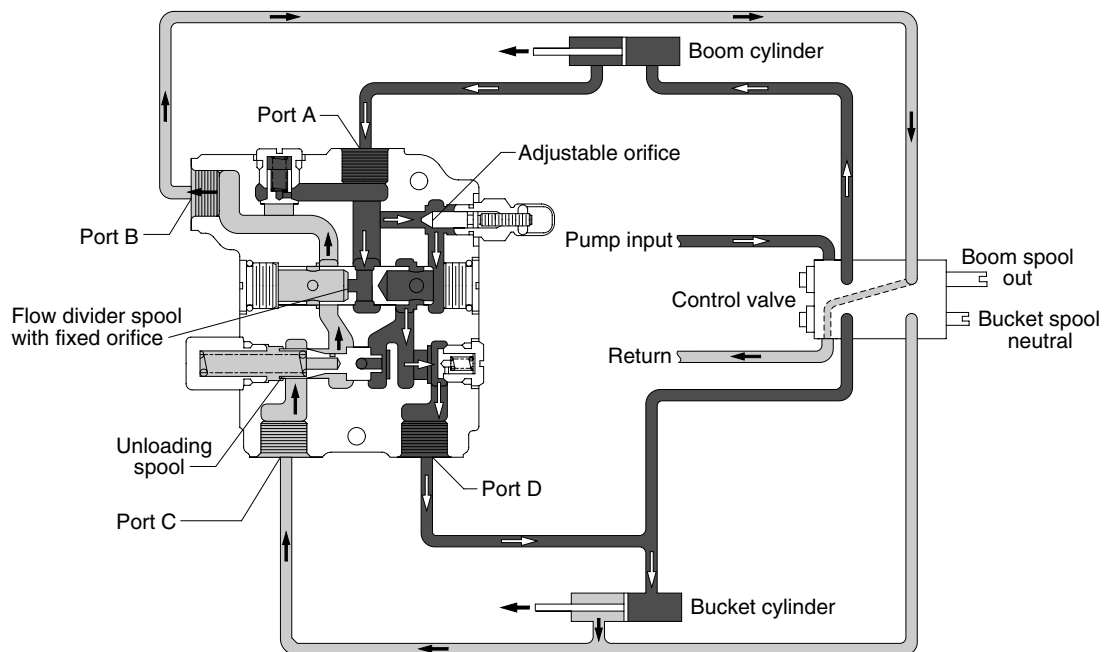 Boom cylinder
Port A
Adjustable orifice
Port B
Pump input
Boom spool
out
Control valve
Flow divider spool
with fixed orifice
Bucket spool
neutral
Return
Unloading
spool
Port D
Port C
Bucket cylinder